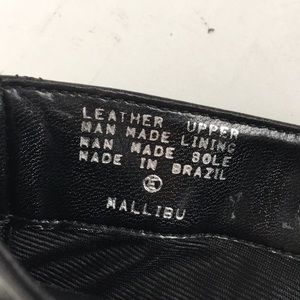 LEATHER UPPER
MAN MADE LINING
MAN MADE SOLE
MADE IN BRAZIL
E
MALLIBU